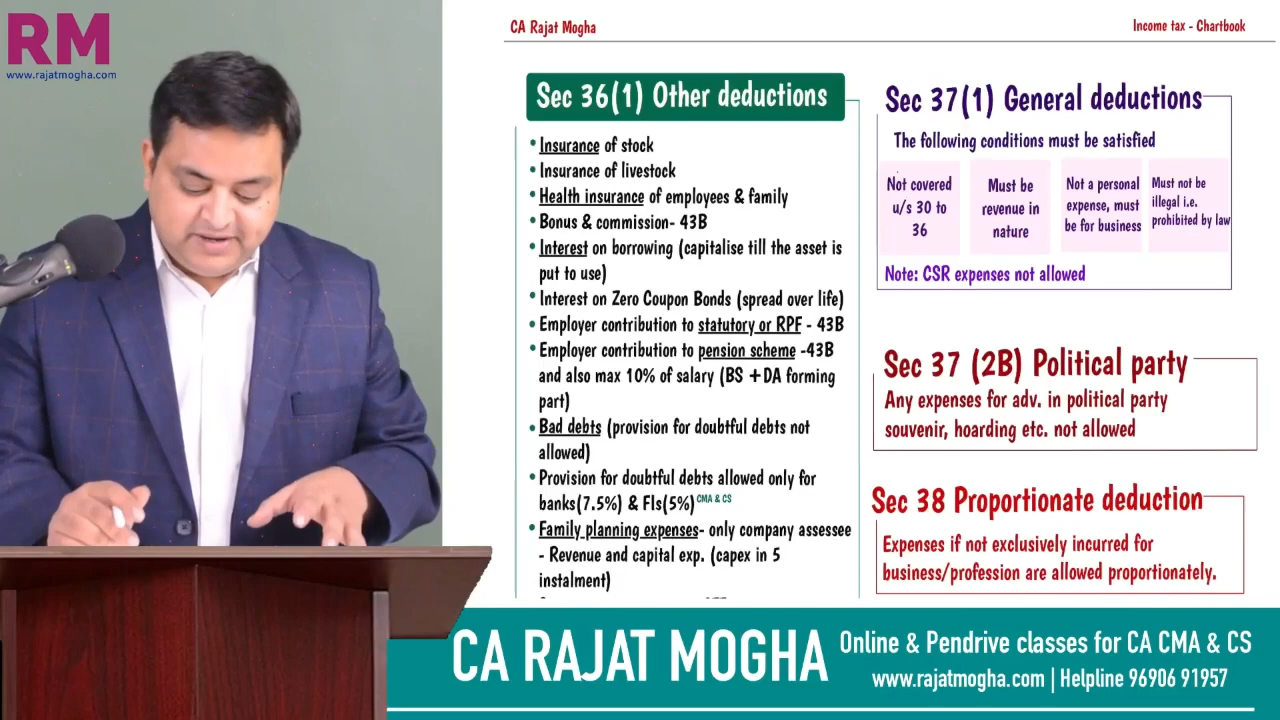 RM
www.rajatmogha.com
CA Rajat Mogha
Income tax - Chartbook
Sec 36(1) Other deductions
• Insurance of stock
• Insurance of livestock
• Health insurance of employees & family
• Bonus & commission- 43B
• Interest on borrowing (capitalise till the asset is
put to use)
• Interest on Zero Coupon Bonds (spread over life)
• Employer contribution to statutory or RPF - 43B
• Employer contribution to pension scheme -43B
and also max 10% of salary (BS +DA forming
part)
• Bad debts (provision for doubtful debts not
allowed)
• Provision for doubtful debts allowed only for
banks(7.5%) & FIs(5%) CMA & CS
• Family planning expenses- only company assessee
- Revenue and capital exp. (capex in 5
instalment)
Sec 37(1) General deductions
The following conditions must be satisfied
Not covered
u/s 30 to
36
Must be
revenue in
nature
Not a personal
expense, must
be for business
Must not be
illegal i.e.
prohibited by law
Note: CSR expenses not allowed
Sec 37 (2B) Political party
Any expenses for adv. in political party
souvenir, hoarding etc. not allowed
Sec 38 Proportionate deduction
Expenses if not exclusively incurred for
business/profession are allowed proportionately.
CA RAJAT MOGHA
Online & Pendrive classes for CA CMA & CS
www.rajatmogha.com | Helpline 96906 91957